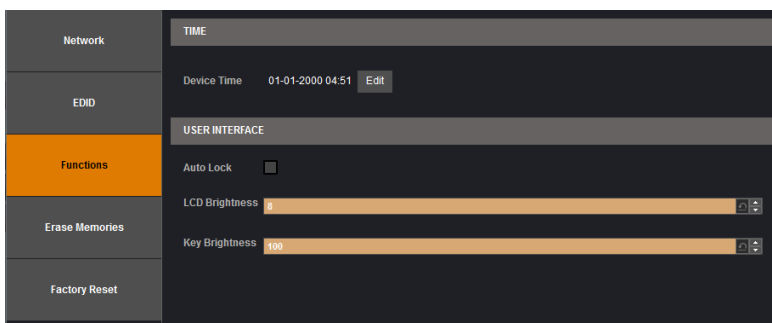 Network
EDID
Functions
Erase Memories
Factory Reset
TIME
Device Time 01-01-2000 04:51 Edit
USER INTERFACE
Auto Lock
LCD Brightness 8
Key Brightness 100